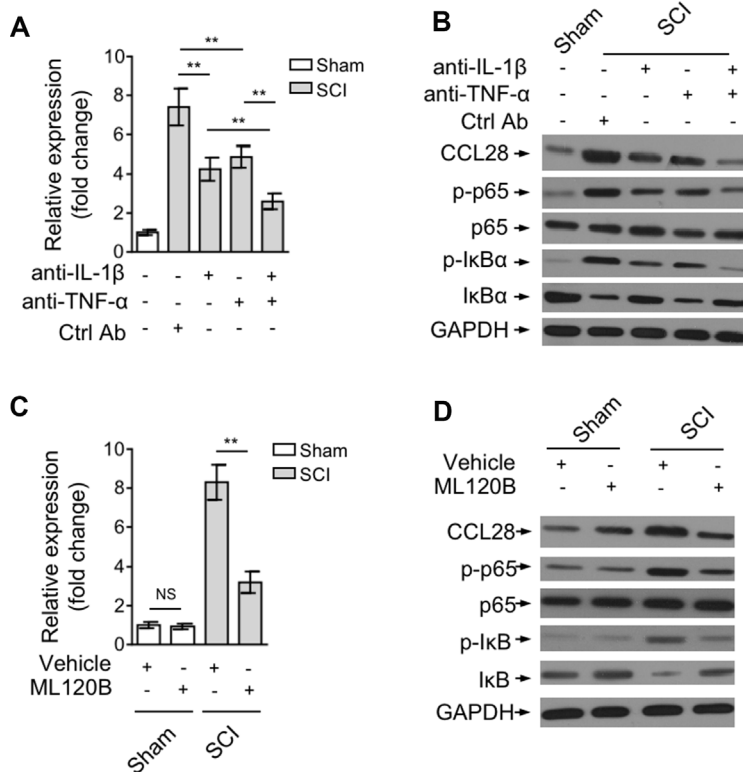 A
Relative expression
(fold change)
10
8
6
4
2
0
**
**
**
**
Sham
SCI
anti-IL-1β - - + - +
anti-TNF-α - - - + +
Ctrl Ab - + - - -
B
Sham
SCI
anti-IL-1β - - + - +
anti-TNF-α - - - + +
Ctrl Ab - + - - -
CCL28
p-p65
p65
p-IκBα
IκBα
GAPDH
C
Relative expression
(fold change)
10
8
6
4
2
0
NS
**
Sham
SCI
Vehicle + - + -
ML120B - + - +
Sham
SCI
D
Sham
SCI
Vehicle + - + -
ML120B - + - +
CCL28
p-p65
p65
p-IκB
IκB
GAPDH